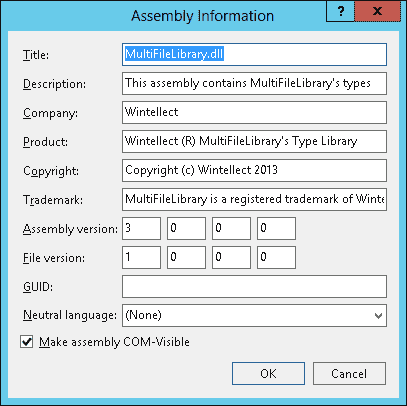 Assembly Information ? x
Title: MultiFileLibrary.dll
Description: This assembly contains MultiFileLibrary's types
Company: Wintellect
Product: Wintellect (R) MultiFileLibrary's Type Library
Copyright: Copyright (c) Wintellect 2013
Trademark: MultiFileLibrary is a registered trademark of Winte
Assembly version: 3 0 0 0
File version: 1 0 0 0
GUID:
Neutral language: (None)
Make assembly COM-Visible
OK Cancel